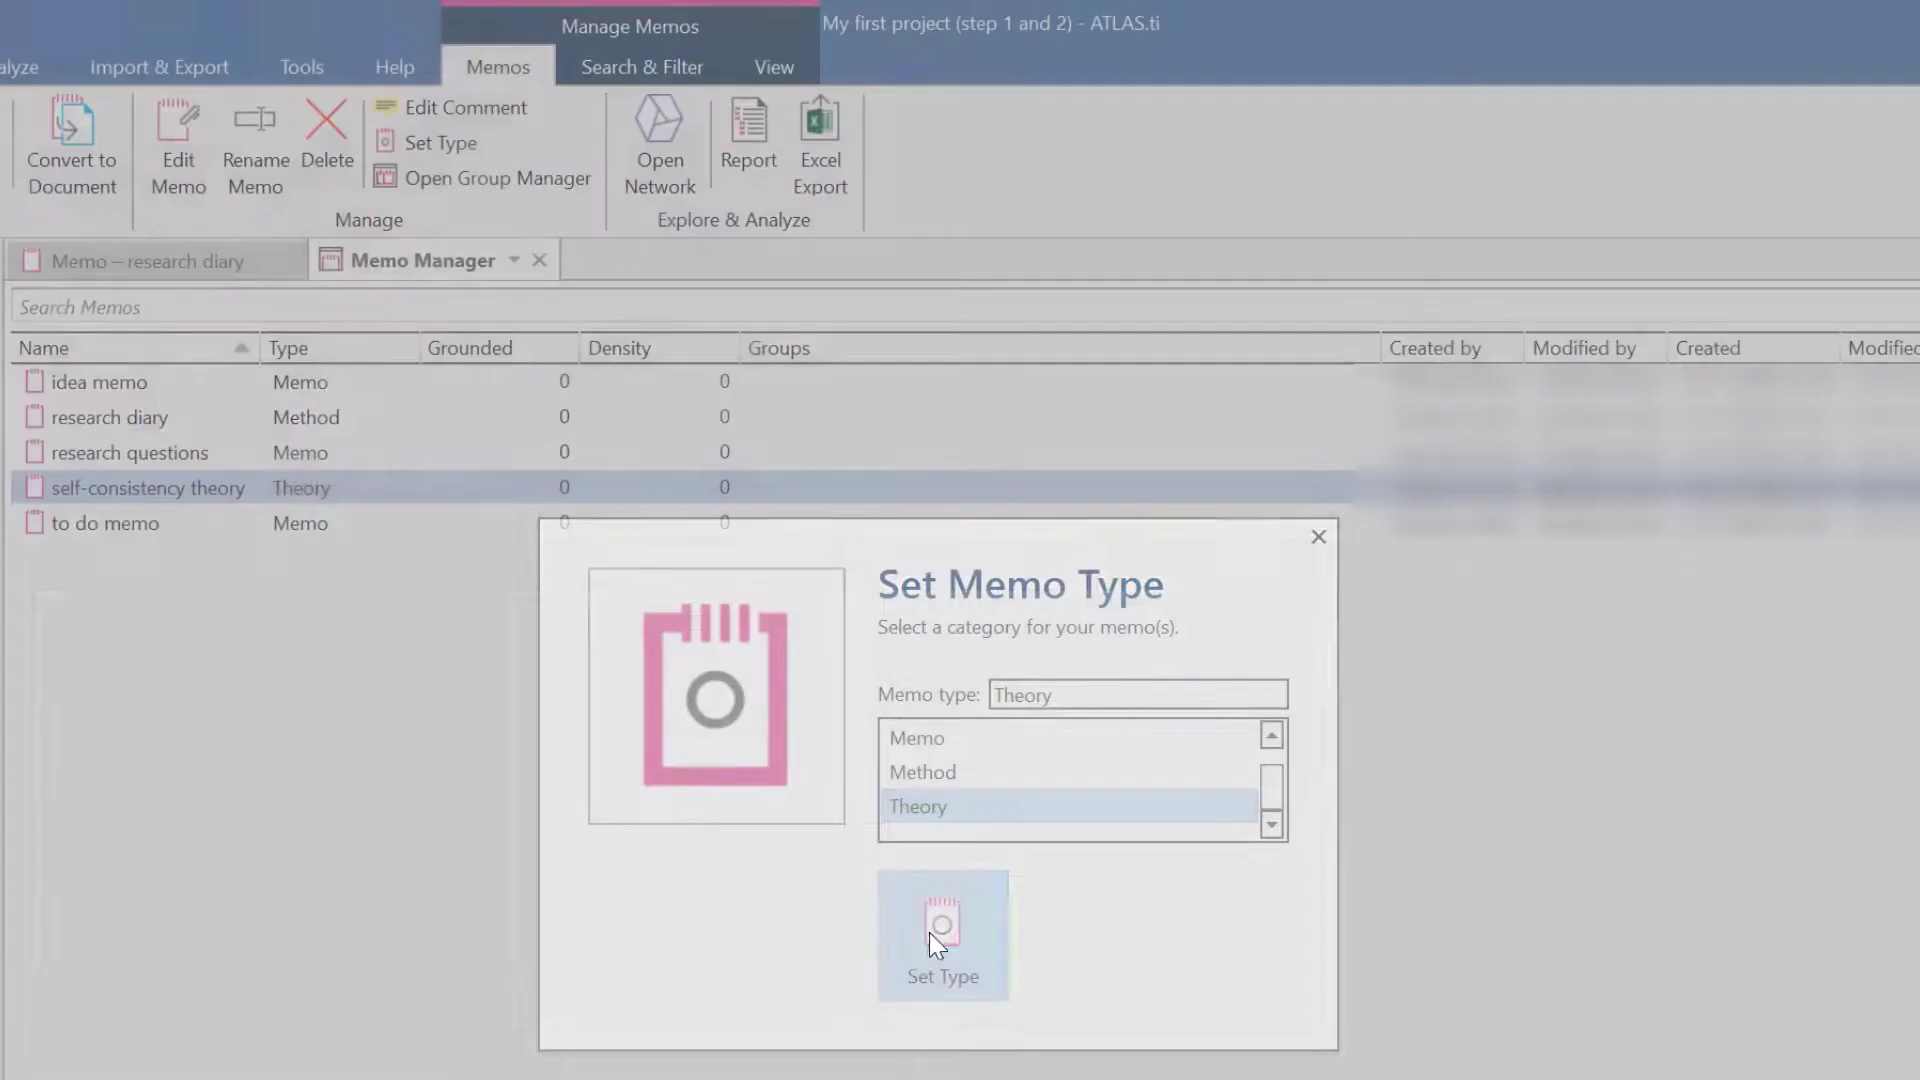 Manage Memos
My first project (step 1 and 2) - ATLAS.ti
alyze Import & Export Tools Help Memos Search & Filter View
Convert to Document
Edit Memo
Rename Memo
Delete
Edit Comment
Set Type
Open Group Manager
Manage
Open Network
Report
Excel Export
Explore & Analyze
Memo – research diary
Memo Manager
Search Memos
Name Type Grounded Density Groups Created by Modified by Created Modified
idea memo Memo 0 0
research diary Method 0 0
research questions Memo 0 0
self-consistency theory Theory 0 0
to do memo Memo 0 0
Set Memo Type
Select a category for your memo(s).
Memo type: Theory
Memo
Method
Theory
Set Type